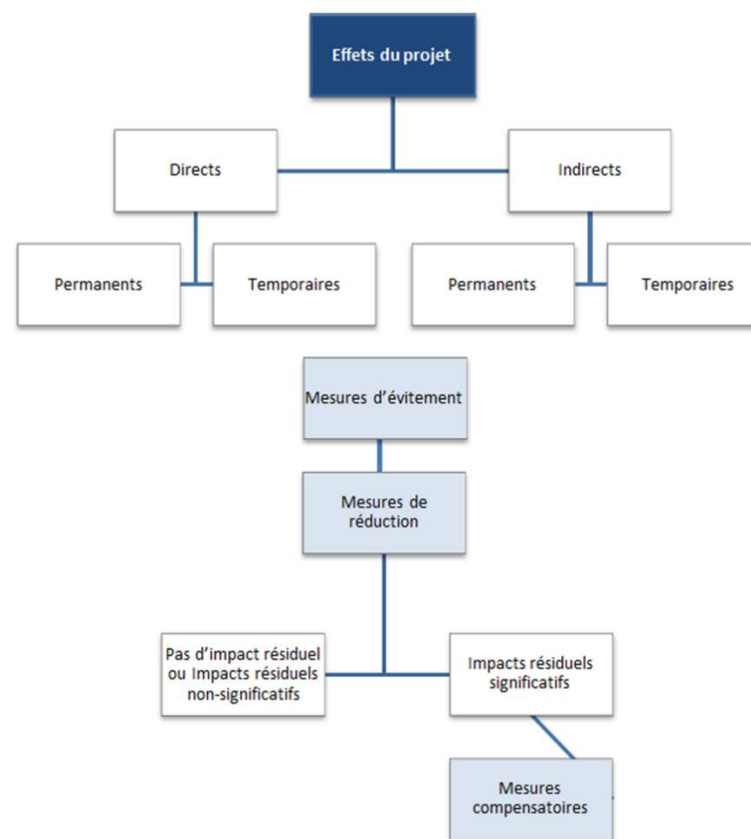 Effets du projet
Directs
Indirects
Permanents
Temporaires
Permanents
Temporaires
Mesures d'évitement
Mesures de
réduction
Pas d'impact résiduel
ou Impacts résiduels
non-significatifs
Impacts résiduels
significatifs
Mesures
compensatoires